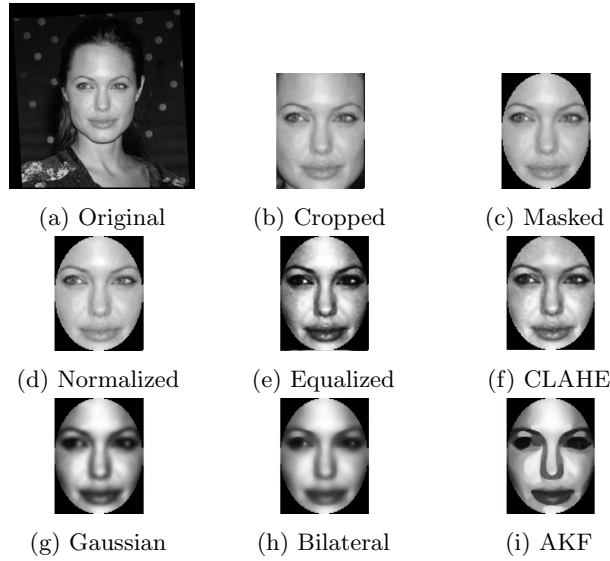 (a) Original
(b) Cropped
(c) Masked
(d) Normalized
(e) Equalized
(f) CLAHE
(g) Gaussian
(h) Bilateral
(i) AKF